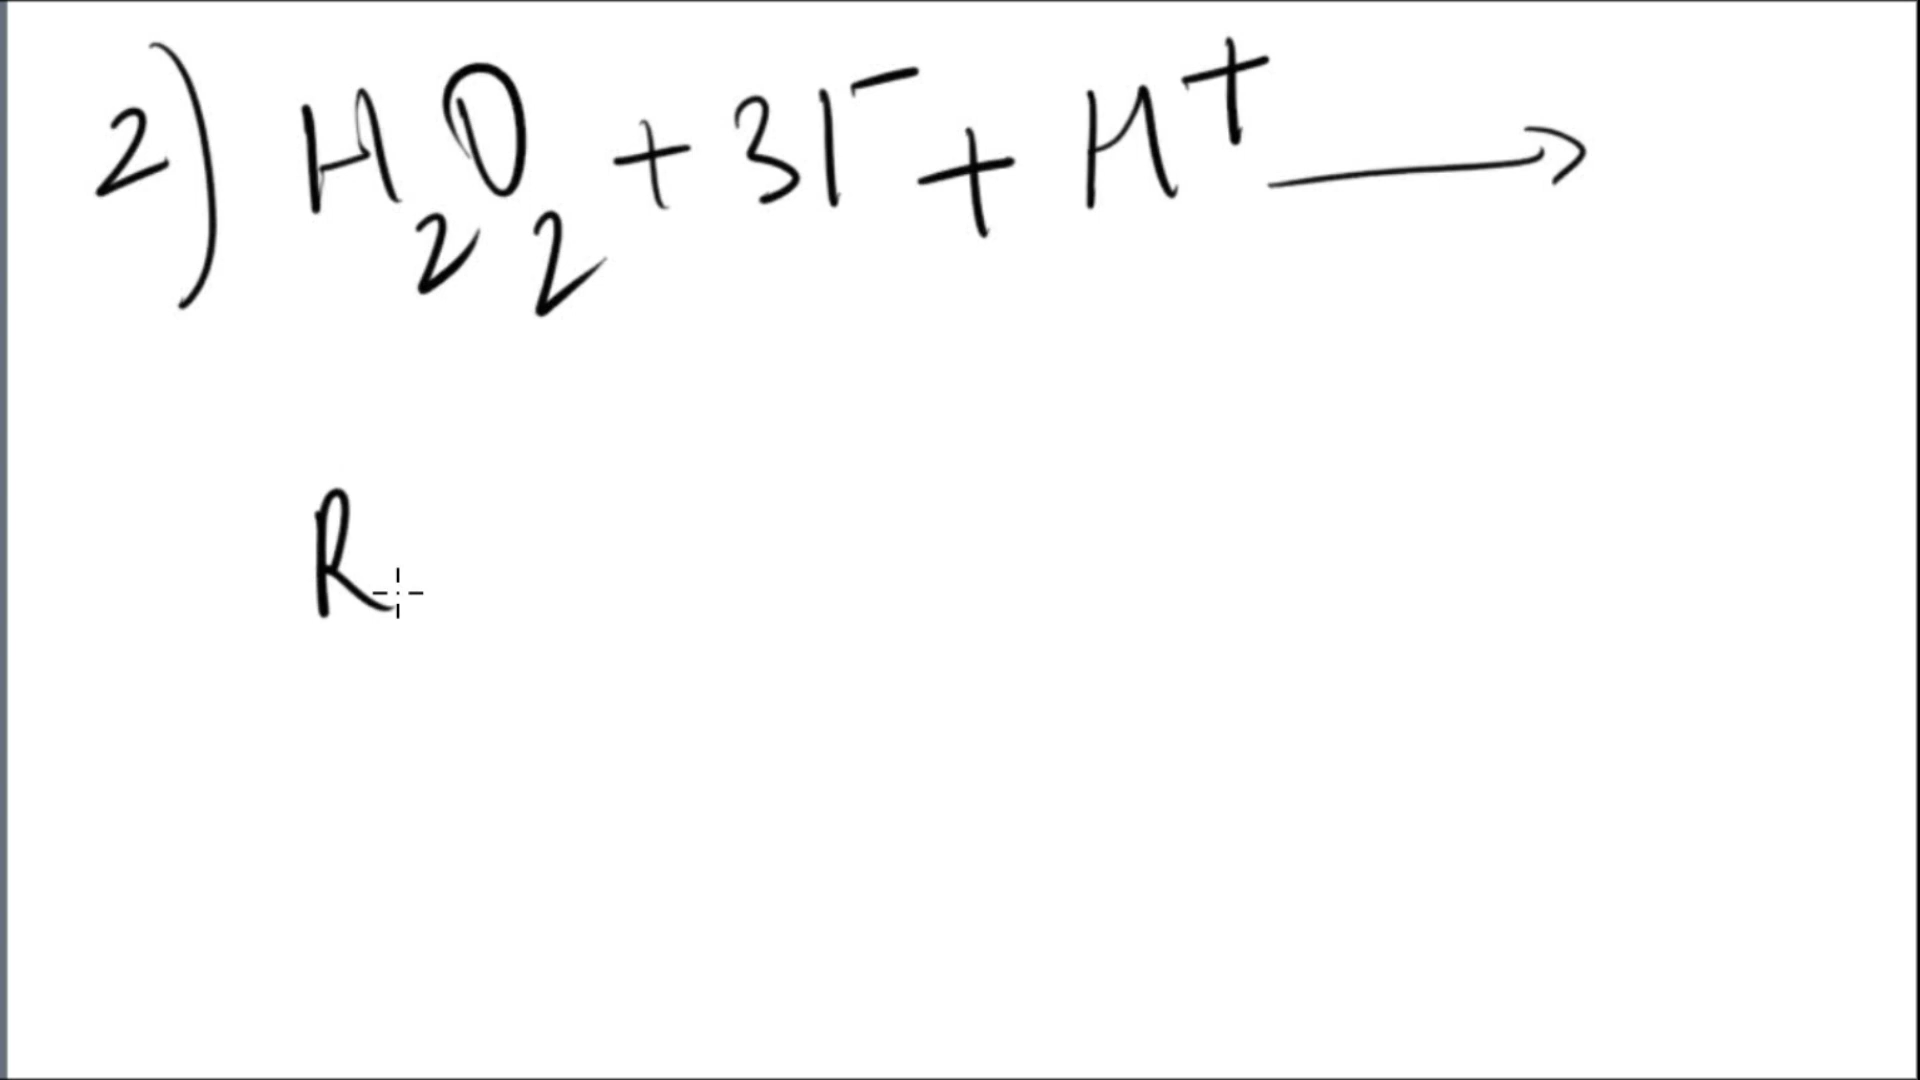 2) H₂O₂ + 3I⁻ + H⁺ ⟶
R